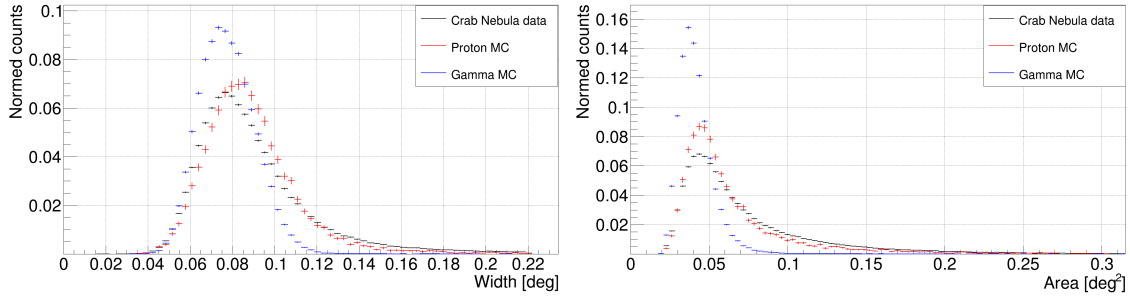 Normed counts
0.1
0.08
0.06
0.04
0.02
Crab Nebula data
Proton MC
Gamma MC
0 0.02 0.04 0.06 0.08 0.1 0.12 0.14 0.16 0.18 0.2 0.22
Width [deg]
Normed counts
0.16
0.14
0.12
0.1
0.08
0.06
0.04
0.02
Crab Nebula data
Proton MC
Gamma MC
0 0.05 0.1 0.15 0.2 0.25 0.3
Area [deg²]